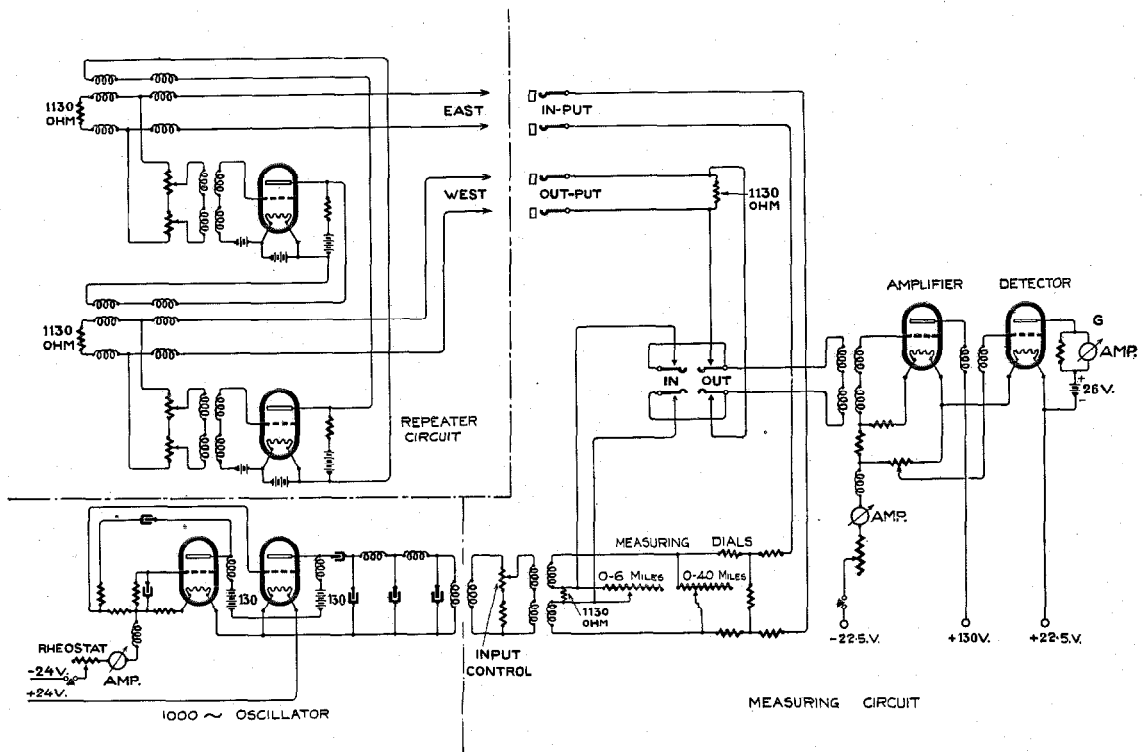 1130
OHM
EAST
IN-PUT
WEST
OUT-PUT
1130
OHM
1130
OHM
AMPLIFIER
DETECTOR
G
AMP.
+
26V.
-
IN
OUT
REPEATER
CIRCUIT
AMP.
MEASURING DIALS
0-6 MILES
0-40 MILES
1130
OHM
130
130
RHEOSTAT
-24V.
AMP.
+24V.
INPUT
CONTROL
-22·5.V.
+130V.
+22·5.V.
1000 ~ OSCILLATOR
MEASURING CIRCUIT